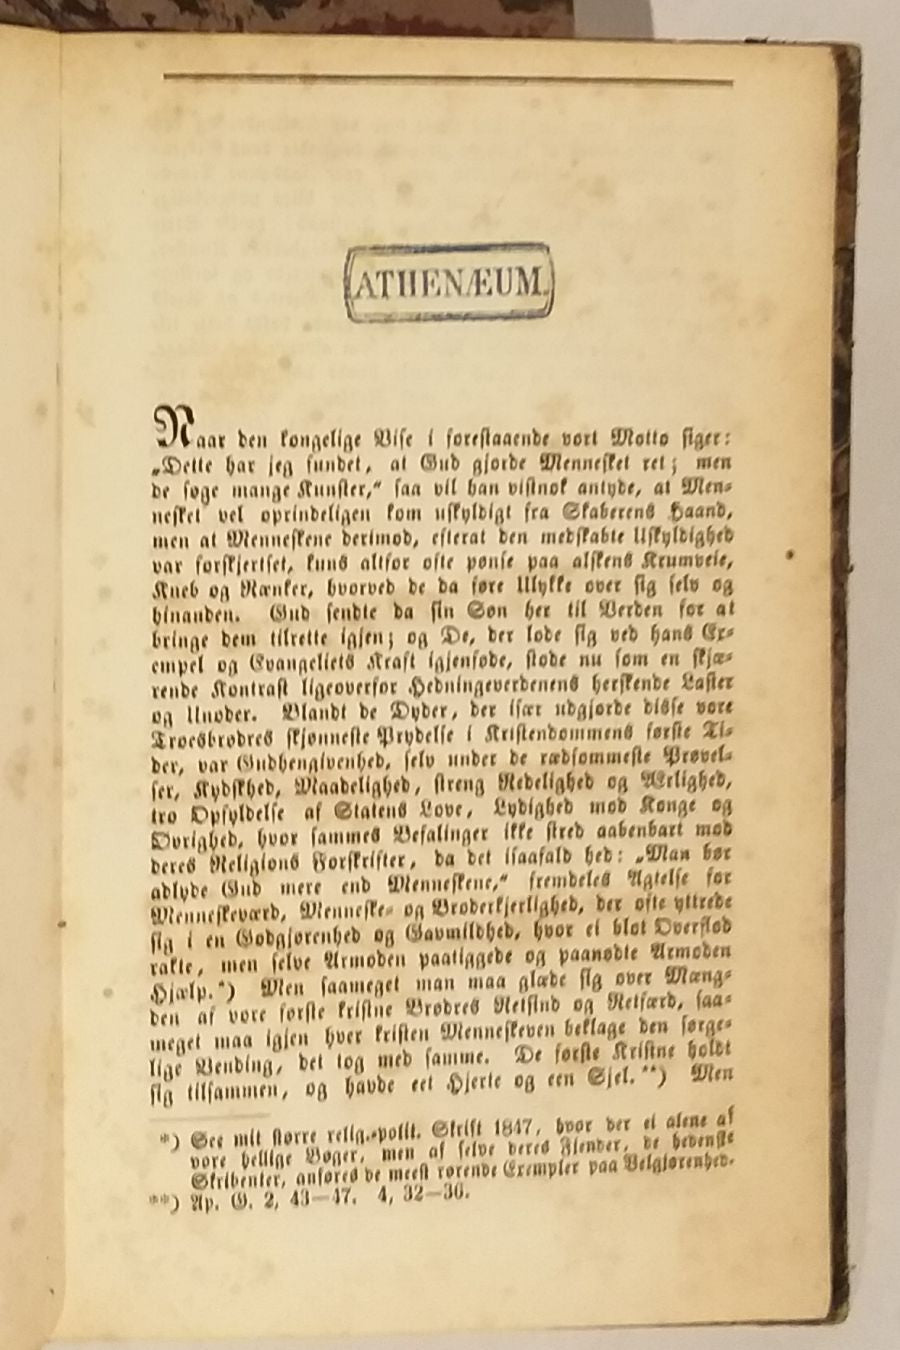 ATHENÆUM.
Naar den kongelige Vise i forestaaende vort Motto siger:
„Dette har jeg fundet, at Gud gjorde Mennesket ret; men
de søge mange Kunster,“ saa vil han vistnok antyde, at Men-
nesket vel oprindeligen kom uskyldigt fra Skaberens Haand,
men at Menneskene derimod, efterat den medskabte Uskyldighed
var forskjertset, kuns altfor ofte pønse paa alskens Krumveie,
Kneb og Rænker, hvorved de da føre Ulykke over sig selv og
hinanden. Gud sendte da sin Søn her til Verden for at
bringe dem tilrette igjen; og De, der lode sig ved hans Ex-
empel og Evangeliets Kraft igjenføde, stode nu som en skjæ-
rende Kontrast ligeoverfor Hedningeverdenens herskende Laster
og Unoder. Blandt de Dyder, der især udgjorde disse vore
Troesbrødres skjønneste Prydelse i Kristendommens første Ti-
der, var Gudhengivenhed, selv under de rædsommeste Prøvel-
ser, Kydskhed, Maadelighed, streng Redelighed og Ærlighed,
tro Opfyldelse af Statens Love, Lydighed mod Konge og
Øvrighed, hvor sammes Befalinger ikke stred aabenbart mod
deres Religions Forskrifter, da det isaafald hed: „Man bør
adlyde Gud mere end Menneskene,“ fremdeles Agtelse for
Menneskeværd, Menneske- og Broderkjerlighed, der ofte yttrede
sig i en Godgjørenhed og Gavmildhed, hvor ei blot Overflod
rakte, men selve Armoden paatiggede og paanødte Armoden
Hjælp.*) Men saameget man maa glæde sig over Mæng-
den af vore første kristne Brødres Retsind og Retfærd, saa-
meget maa igjen hver kristen Menneskeven beklage den sørge-
lige Vending, det tog med samme. De første Kristne holdt
sig tilsammen, og havde eet Hjerte og een Sjel.**) Men
*) See mit større relig.-polit. Skrift 1847, hvor der ei alene af
vore hellige Bøger, men af selve deres Fjender, de hedenske
Skribenter, anføres de meest rørende Exempler paa Velgjørenhed.
**) Ap. G. 2, 43—47. 4, 32—36.